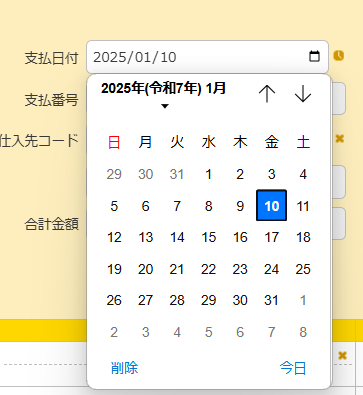 支払日付 2025/01/10
支払番号
仕入先コード
合計金額
2025年(令和7年) 1月
日 月 火 水 木 金 土
29 30 31 1 2 3 4
5 6 7 8 9 10 11
12 13 14 15 16 17 18
19 20 21 22 23 24 25
26 27 28 29 30 31 1
2 3 4 5 6 7 8
削除 今日